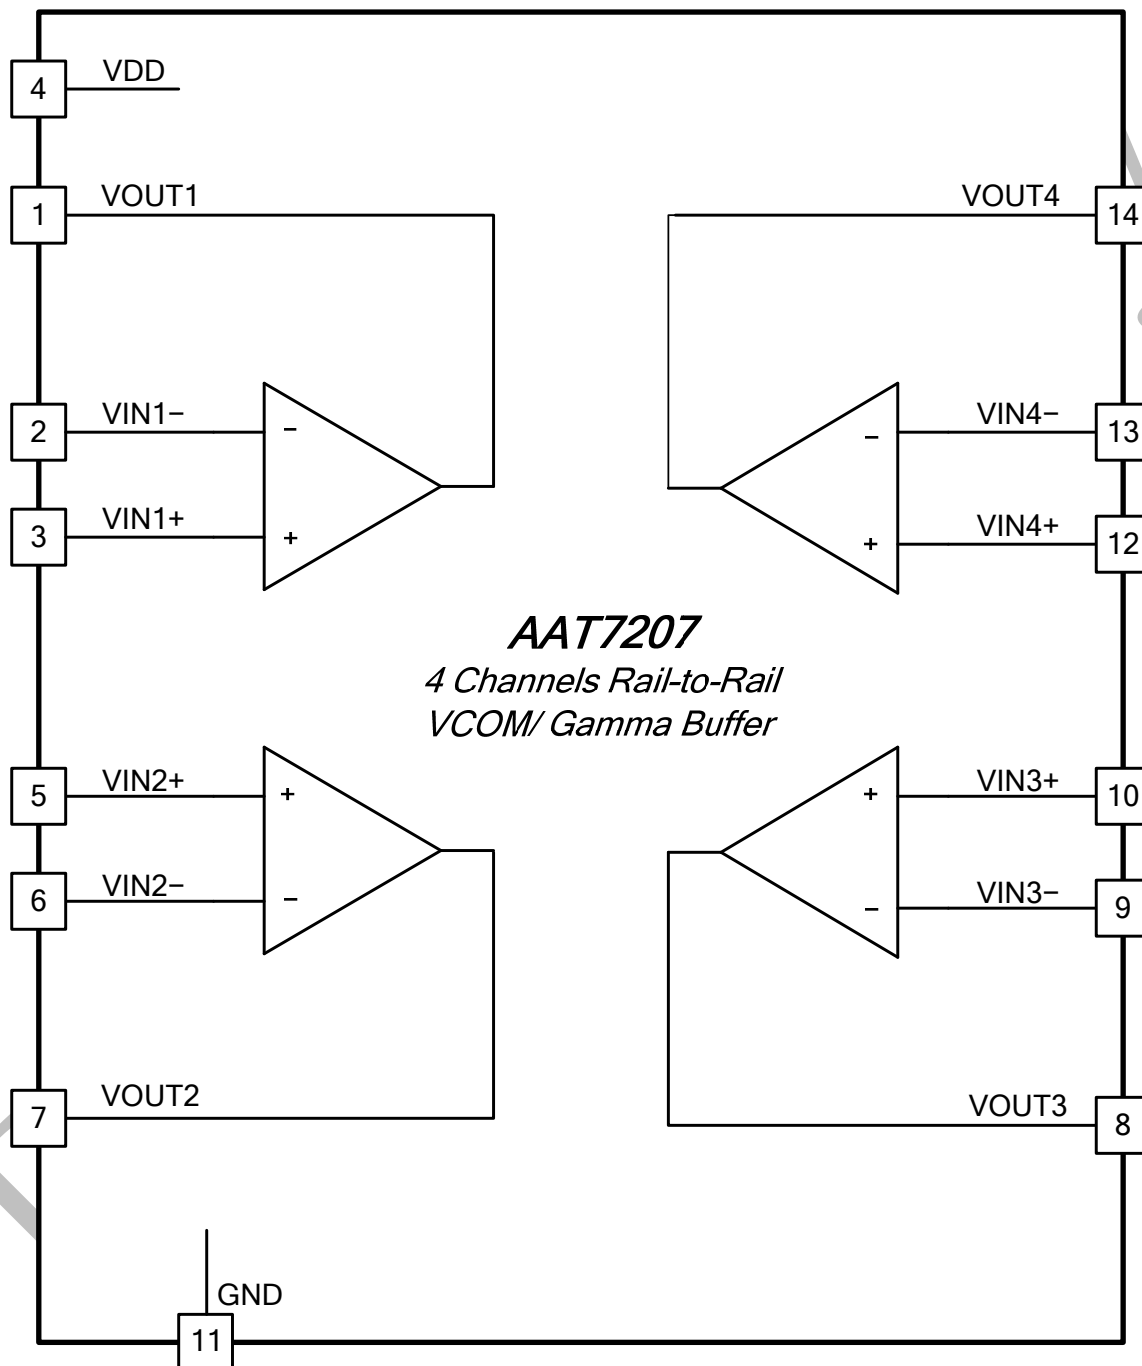 4
VDD
1
VOUT1
VOUT4
14
2
VIN1−
−
−
VIN4−
13
3
VIN1+
+
+
VIN4+
12
AAT7207
4 Channels Rail-to-Rail
VCOM/ Gamma Buffer
5
VIN2+
+
+
VIN3+
10
6
VIN2−
−
−
VIN3−
9
7
VOUT2
VOUT3
8
GND
11